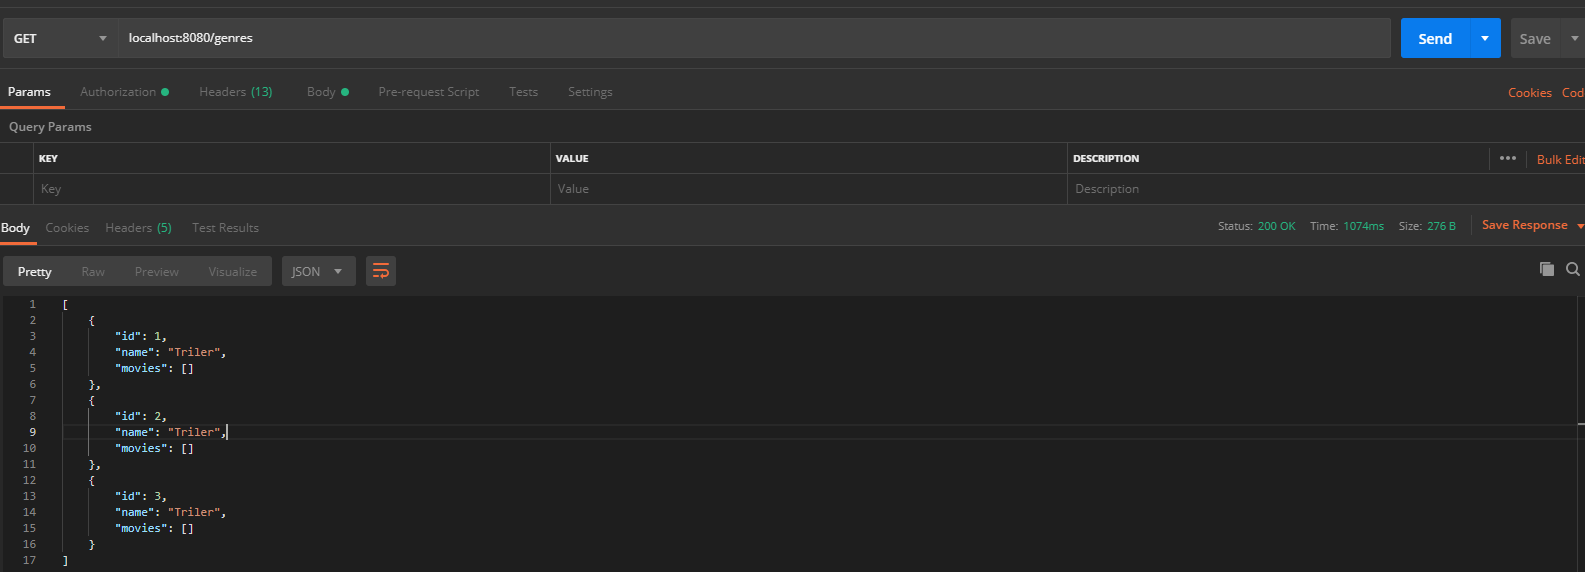 GET localhost:8080/genres Send Save
Params Authorization Headers (13) Body Pre-request Script Tests Settings Cookies Cod
Query Params
KEY VALUE DESCRIPTION ••• Bulk Edit
Key Value Description
Body Cookies Headers (5) Test Results Status: 200 OK Time: 1074ms Size: 276 B Save Response
Pretty Raw Preview Visualize JSON
1 [
2 {
3 "id": 1,
4 "name": "Triler",
5 "movies": []
6 },
7 {
8 "id": 2,
9 "name": "Triler",
10 "movies": []
11 },
12 {
13 "id": 3,
14 "name": "Triler",
15 "movies": []
16 }
17 ]